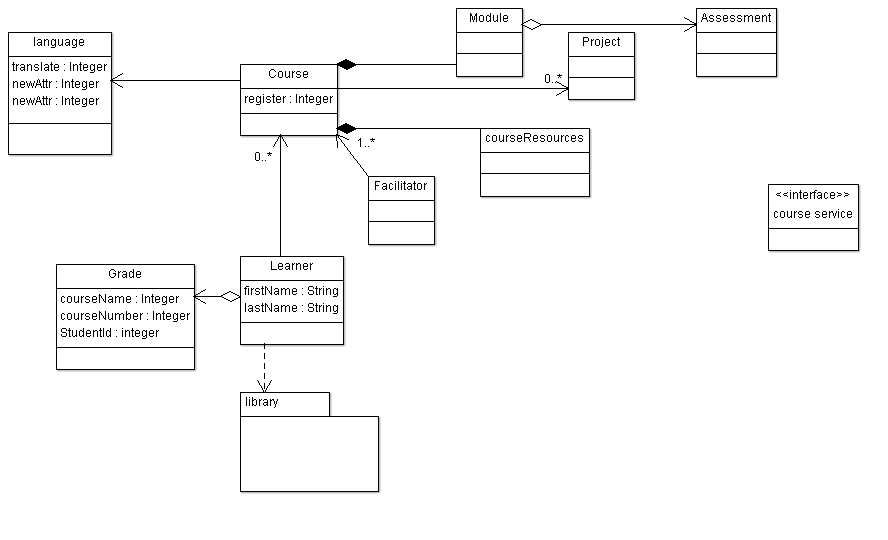 Module
Assessment
language
translate : Integer
newAttr : Integer
newAttr : Integer
Project
Course
register : Integer
0..*
courseResources
1..*
0..*
Facilitator
<<interface>>
course service
Grade
courseName : Integer
courseNumber : Integer
StudentId : integer
Learner
firstName : String
lastName : String
library